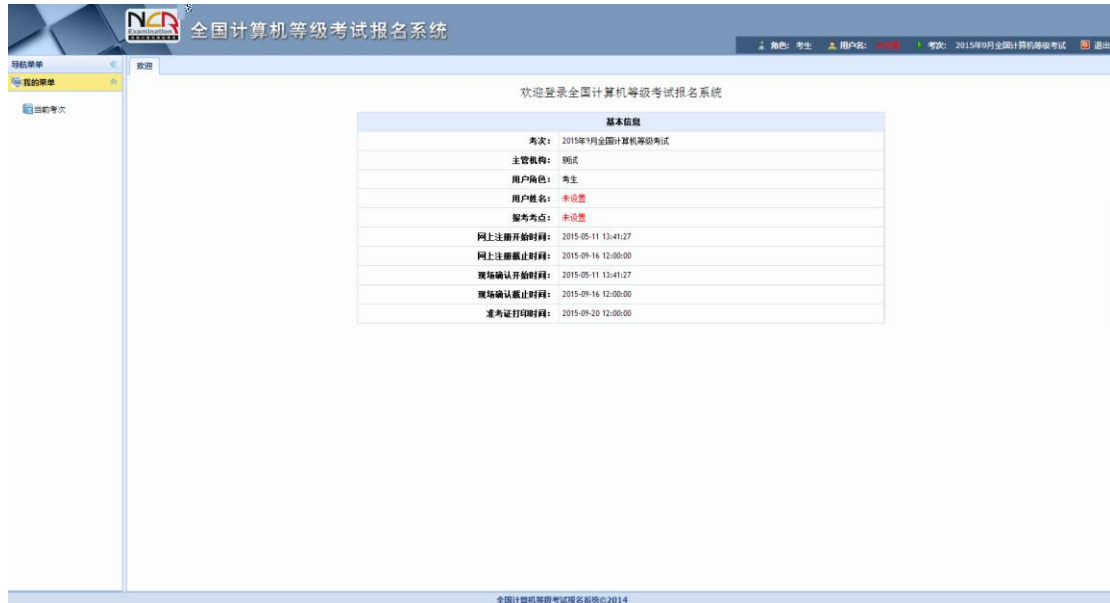 NCR
Examination
全国计算机等级考试报名系统
角色: 考生 用户名: 未设置 考次: 2015年9月全国计算机等级考试 退出
导航菜单
欢迎
我的菜单
当前考次
欢迎登录全国计算机等级考试报名系统
基本信息
考次: 2015年9月全国计算机等级考试
主管机构: 测试
用户角色: 考生
用户姓名: 未设置
报考考点: 未设置
网上注册开始时间: 2015-05-11 13:41:27
网上注册截止时间: 2015-09-16 12:00:00
现场确认开始时间: 2015-05-11 13:41:27
现场确认截止时间: 2015-09-16 12:00:00
准考证打印时间: 2015-09-20 12:00:00
全国计算机等级考试报名系统©2014